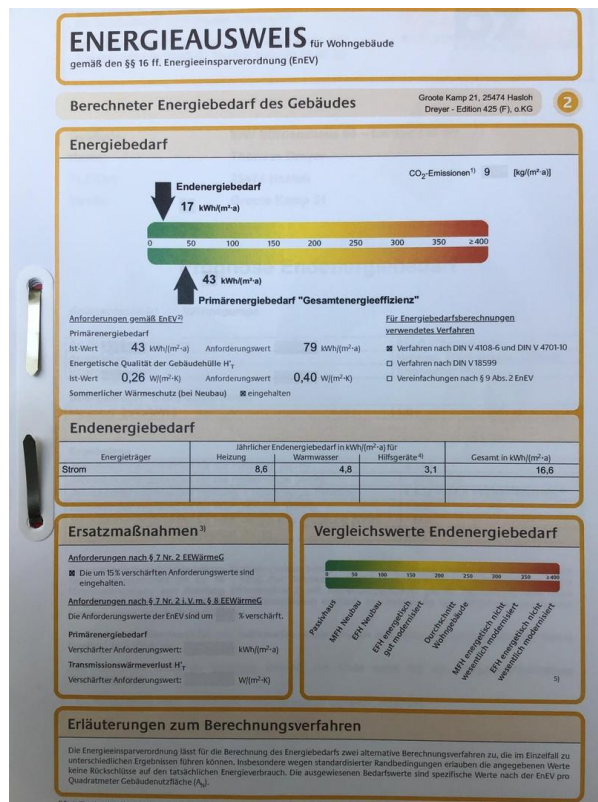 ENERGIEAUSWEIS für Wohngebäude
gemäß den §§ 16 ff. Energieeinsparverordnung (EnEV)
Berechneter Energiebedarf des Gebäudes
Groote Kamp 21, 25474 Hasloh
Dreyer - Edition 425 (F), o.KG
2
Energiebedarf
CO2-Emissionen 1) 9 [kg/(m²·a)]
Endenergiebedarf
17 kWh/(m²·a)
0 50 100 150 200 250 300 350 ≥400
43 kWh/(m²·a)
Primärenergiebedarf "Gesamtenergieeffizienz"
Anforderungen gemäß EnEV 2)
Primärenergiebedarf
Ist-Wert 43 kWh/(m²·a) Anforderungswert 79 kWh/(m²·a)
Energetische Qualität der Gebäudehülle H'T
Ist-Wert 0,26 W/(m²·K) Anforderungswert 0,40 W/(m²·K)
Sommerlicher Wärmeschutz (bei Neubau) ☒ eingehalten
Für Energiebedarfsberechnungen
verwendetes Verfahren
☒ Verfahren nach DIN V 4108-6 und DIN V 4701-10
☐ Verfahren nach DIN V 18599
☐ Vereinfachungen nach § 9 Abs. 2 EnEV
Endenergiebedarf
Jährlicher Endenergiebedarf in kWh/(m²·a) für
Energieträger Heizung Warmwasser Hilfsgeräte 4) Gesamt in kWh/(m²·a)
Strom 8,6 4,8 3,1 16,6
Ersatzmaßnahmen 3)
Anforderungen nach § 7 Nr. 2 EEWärmeG
☒ Die um 15% verschärften Anforderungswerte sind
eingehalten.
Anforderungen nach § 7 Nr. 2 i. V. m. § 8 EEWärmeG
Die Anforderungswerte der EnEV sind um % verschärft.
Primärenergiebedarf
Verschärfter Anforderungswert: kWh/(m²·a)
Transmissionswärmeverlust H'T
Verschärfter Anforderungswert: W/(m²·K)
Vergleichswerte Endenergiebedarf
0 50 100 150 200 250 300 350 ≥400
Passivhaus
MFH Neubau
EFH Neubau
EFH energetisch
gut modernisiert
Durchschnitt
Wohngebäude
MFH energetisch nicht
wesentlich modernisiert
EFH energetisch nicht
wesentlich modernisiert
5)
Erläuterungen zum Berechnungsverfahren
Die Energieeinsparverordnung lässt für die Berechnung des Energiebedarfs zwei alternative Berechnungsverfahren zu, die im Einzelfall zu
unterschiedlichen Ergebnissen führen können. Insbesondere wegen standardisierter Randbedingungen erlauben die angegebenen Werte
keine Rückschlüsse auf den tatsächlichen Energieverbrauch. Die ausgewiesenen Bedarfswerte sind spezifische Werte nach der EnEV pro
Quadratmeter Gebäudenutzfläche (AN).